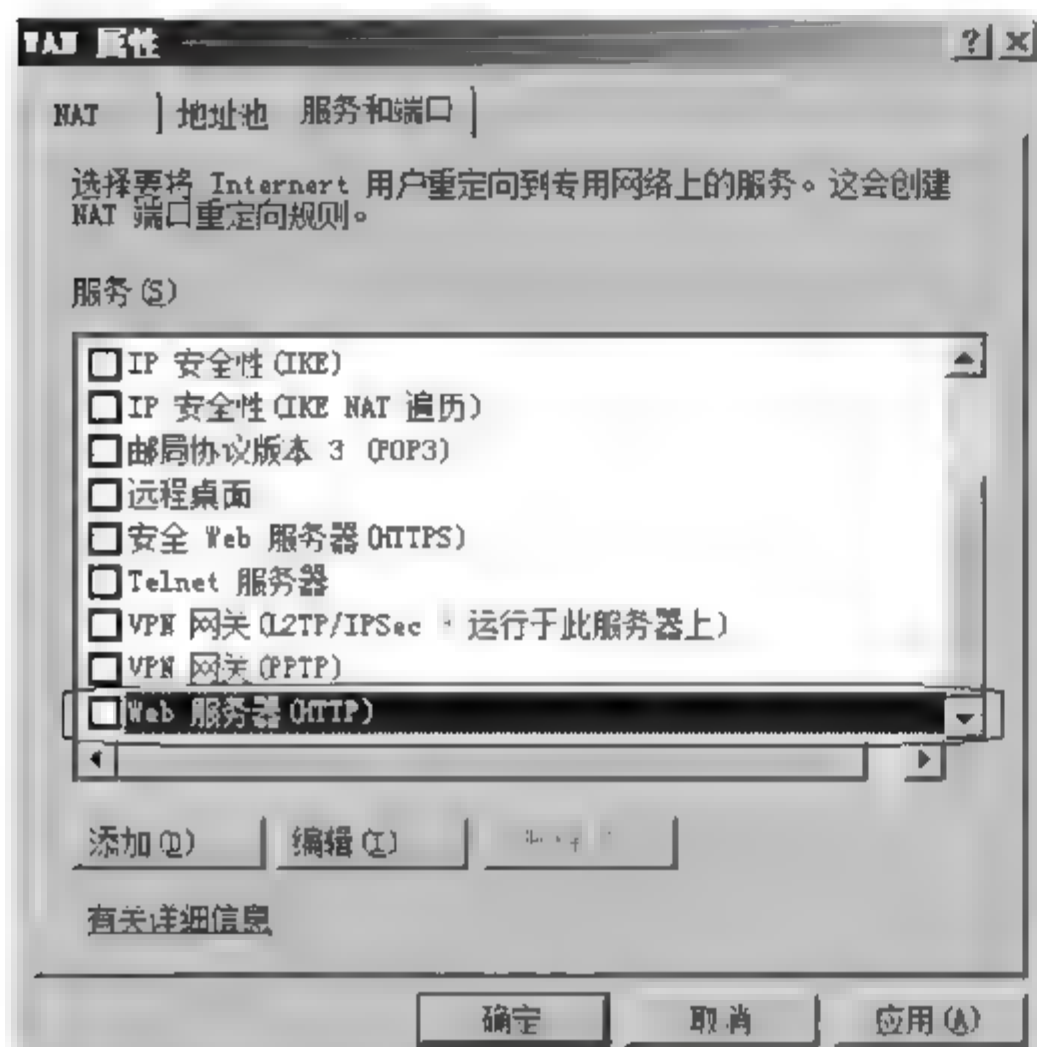 WAN 属性
NAT 地址池 服务和端口
选择要将 Internert 用户重定向到专用网络上的服务。这会创建
NAT 端口重定向规则。
服务(S)
IP 安全性(IKE)
IP 安全性(IKE NAT 遍历)
邮局协议版本 3 (POP3)
远程桌面
安全 Web 服务器(HTTPS)
Telnet 服务器
VPN 网关(L2TP/IPSec - 运行于此服务器上)
VPN 网关(PPTP)
Web 服务器(HTTP)
添加(D) 编辑(I)
有关详细信息
确定 取消 应用(A)